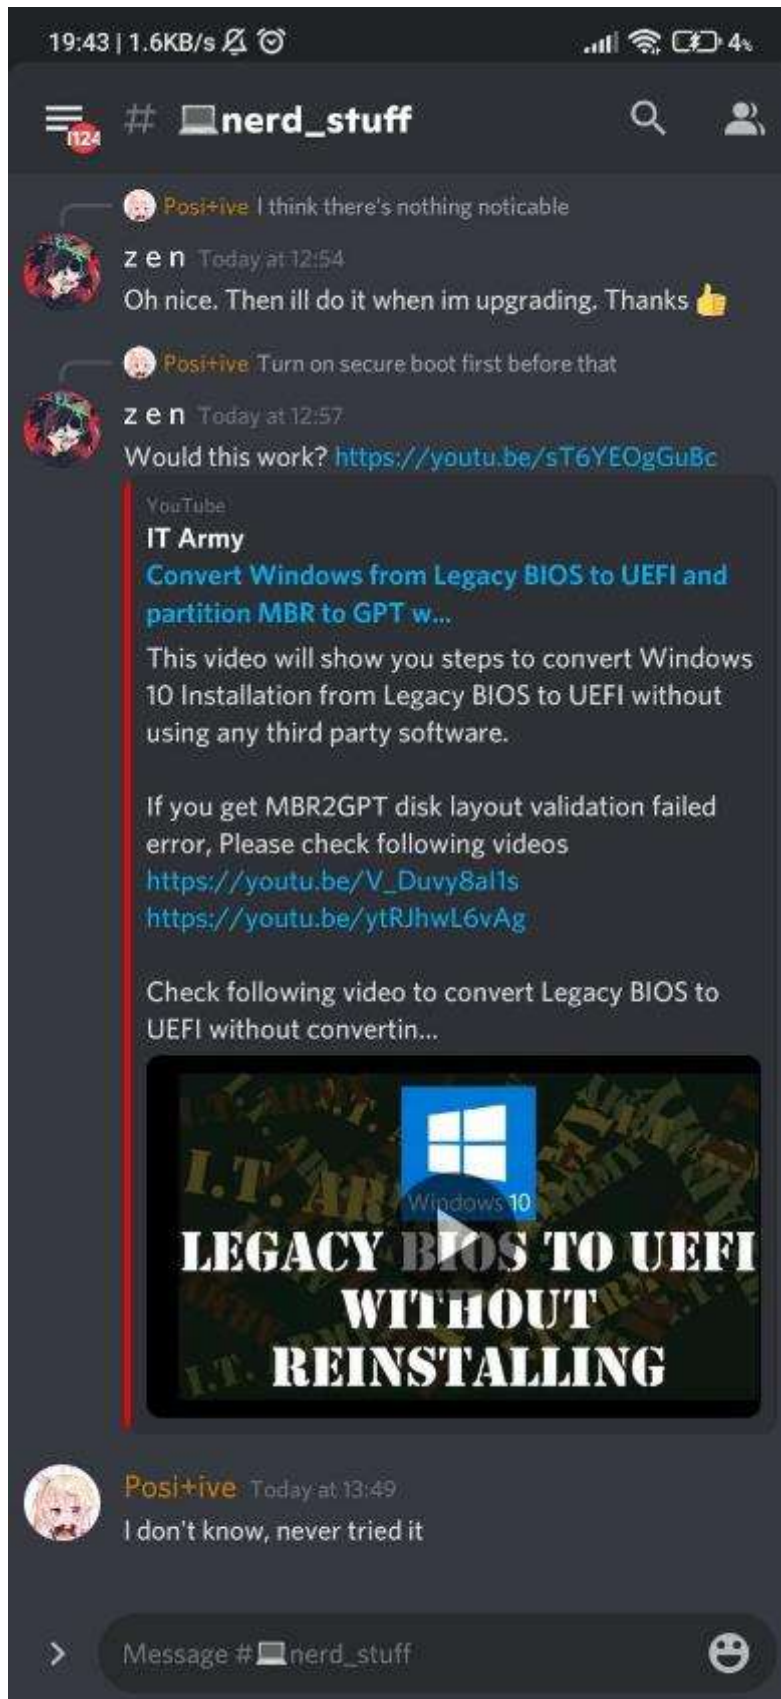 19:43 | 1.6KB/s 4%
# 💻nerd_stuff
1124
Posi+ive I think there's nothing noticable
z e n Today at 12:54
Oh nice. Then ill do it when im upgrading. Thanks 👍
Posi+ive Turn on secure boot first before that
z e n Today at 12:57
Would this work? https://youtu.be/sT6YEOgGuBc
YouTube
IT Army
Convert Windows from Legacy BIOS to UEFI and
partition MBR to GPT w...
This video will show you steps to convert Windows
10 Installation from Legacy BIOS to UEFI without
using any third party software.
If you get MBR2GPT disk layout validation failed
error, Please check following videos
https://youtu.be/V_Duvy8aI1s
https://youtu.be/ytRJhwL6vAg
Check following video to convert Legacy BIOS to
UEFI without convertin...
I.T. AR
Windows 10
LEGACY BIOS TO UEFI
WITHOUT
REINSTALLING
Posi+ive Today at 13:49
I don't know, never tried it
Message #💻nerd_stuff